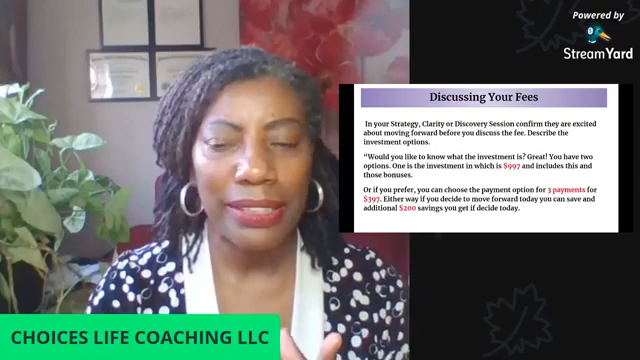 Powered by
StreamYard
Discussing Your Fees
In your Strategy, Clarity or Discovery Session confirm they are excited
about moving forward before you discuss the fee. Describe the
investment options.
"Would you like to know what the investment is? Great! You have two
options. One is the investment in which is $997 and includes this and
those bonuses.
Or if you prefer, you can choose the payment option for 3 payments for
$397. Either way if you decide to move forward today you can save and
additional $200 savings you get if decide today.
CHOICES LIFE COACHING LLC